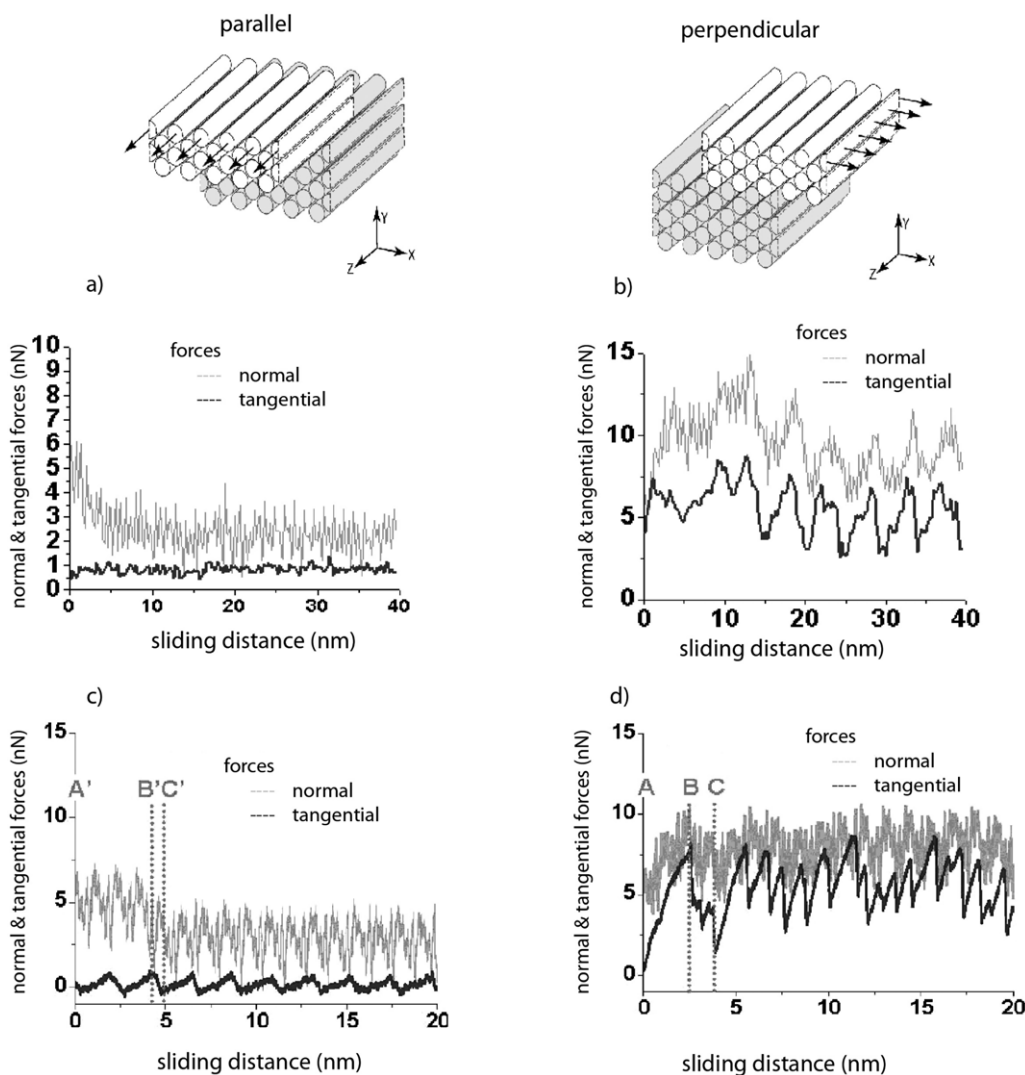 parallel
perpendicular
Y
X
Z
Y
X
Z
a)
b)
normal & tangential forces (nN)
10
9
8
7
6
5
4
3
2
1
0
forces
normal
tangential
0
10
20
30
40
sliding distance (nm)
normal & tangential forces (nN)
15
10
5
0
forces
normal
tangential
0
10
20
30
40
sliding distance (nm)
c)
d)
normal & tangential forces (nN)
15
10
5
0
A'
B'
C'
forces
normal
tangential
0
5
10
15
20
sliding distance (nm)
normal & tangential forces (nN)
15
10
5
0
A
B
C
forces
normal
tangential
0
5
10
15
20
sliding distance (nm)